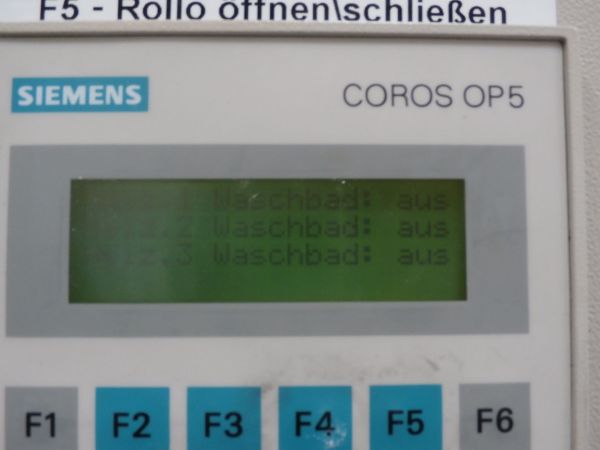 F5 - Rollo öffnen\schließen
SIEMENS
COROS OP5
Waschbad: aus
Waschbad: aus
Waschbad: aus
F1 F2 F3 F4 F5 F6